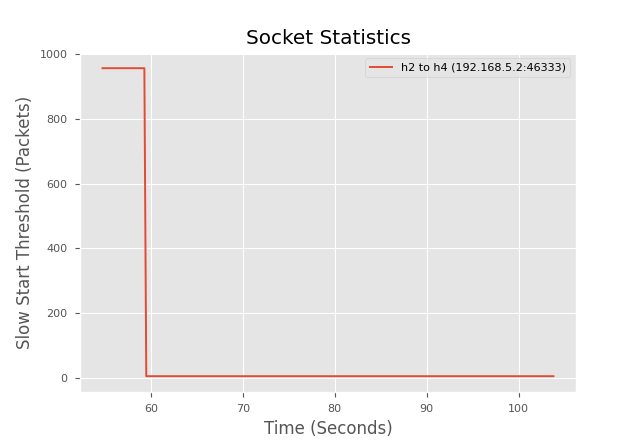 Socket Statistics
h2 to h4 (192.168.5.2:46333)
Slow Start Threshold (Packets)
1000
800
600
400
200
0
60 70 80 90 100
Time (Seconds)